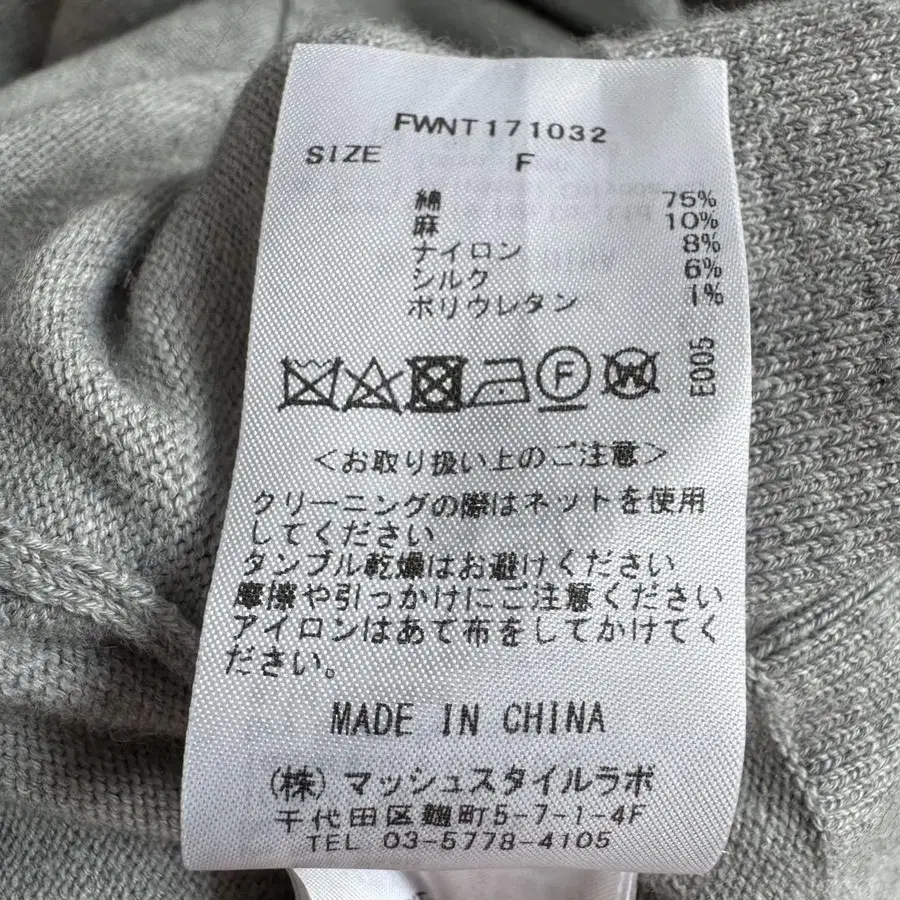 FWNT171032
SIZE F
綿 75%
麻 10%
ナイロン 8%
シルク 6%
ポリウレタン 1%
F W E005
<お取り扱い上のご注意>
クリーニングの際はネットを使用
してください
タンブル乾燥はお避けください
摩擦や引っかけにご注意ください
アイロンはあて布をしてかけてく
ださい。
MADE IN CHINA
(株)マッシュスタイルラボ
千代田区麹町5-7-1-4F
TEL 03-5778-4105